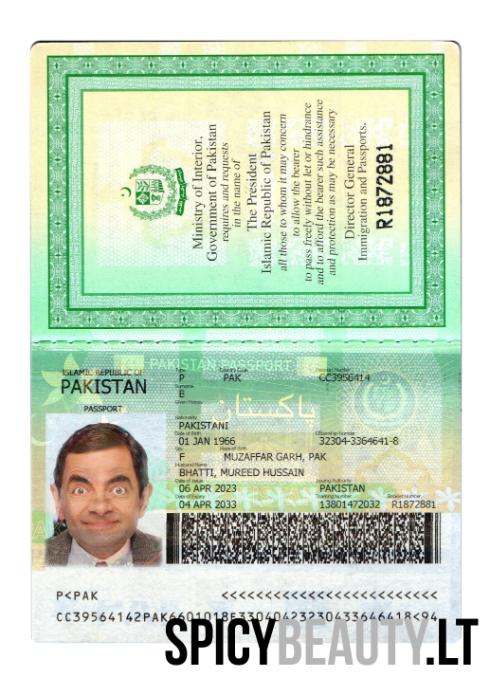 Ministry of Interior,
Government of Pakistan
requires and requests
in the name of
The President
Islamic Republic of Pakistan
all those to whom it may concern
to allow the bearer
to pass freely without let or hindrance
and to afford the bearer such assistance
and protection as may be necessary
Director General
Immigration and Passports.
R1872881
PAKISTAN PASSPORT
ISLAMIC REPUBLIC OF
PAKISTAN
PASSPORT
Type
Country Code
Passport Number
P PAK CC3956414
Surname
B
Given Names
پاکستان
Nationality
Citizenship Number
PAKISTANI
Date of Birth
01 JAN 1966 32304-3364641-8
Sex Place of Birth
F MUZAFFAR GARH, PAK
Husband Name
BHATTI, MUREED HUSSAIN
Date of Issue Issuing Authority
06 APR 2023 PAKISTAN
Date of Expiry Tracking Number Booklet Number
04 APR 2033 13801472032 R1872881
P<PAK <<<<<<<<<<<<<<<<<<<<<<<<<
CC39564142PAK6601018F33040423230433646418<94
SPICYBEAUTY.LT